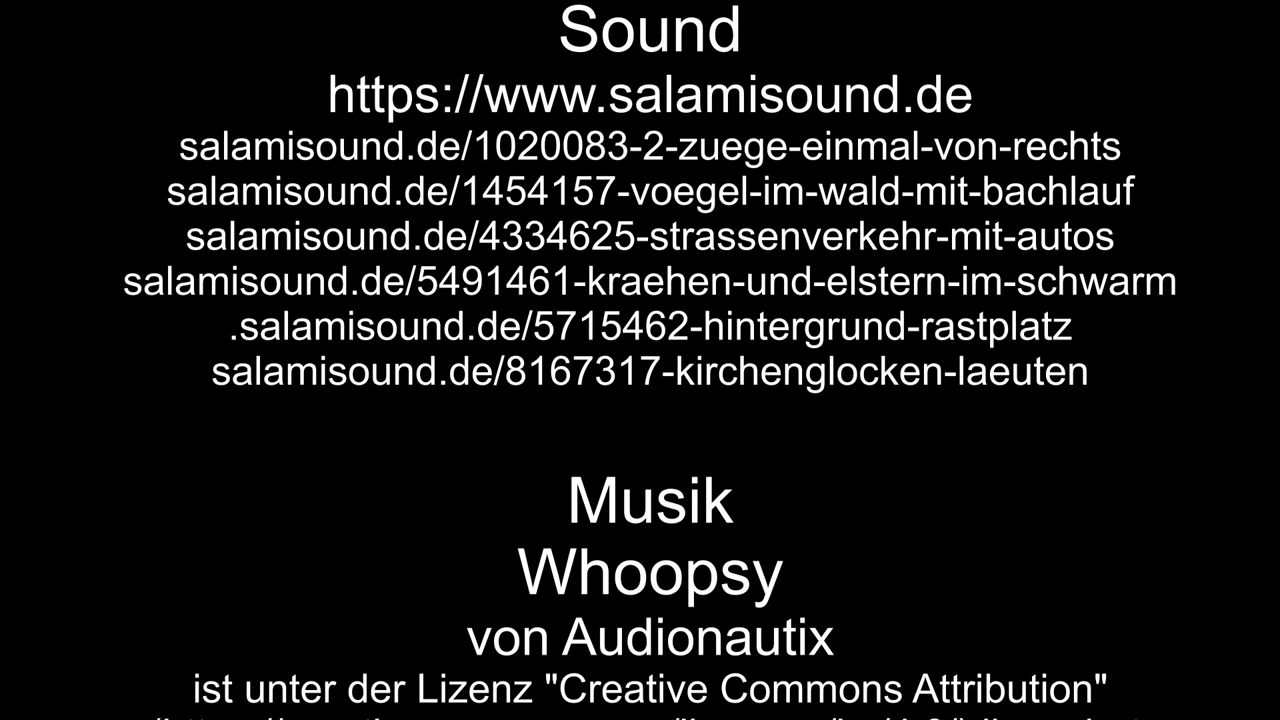 Sound
https://www.salamisound.de
salamisound.de/1020083-2-zuege-einmal-von-rechts
salamisound.de/1454157-voegel-im-wald-mit-bachlauf
salamisound.de/4334625-strassenverkehr-mit-autos
salamisound.de/5491461-kraehen-und-elstern-im-schwarm
.salamisound.de/5715462-hintergrund-rastplatz
salamisound.de/8167317-kirchenglocken-laeuten
Musik
Whoopsy
von Audionautix
ist unter der Lizenz "Creative Commons Attribution"